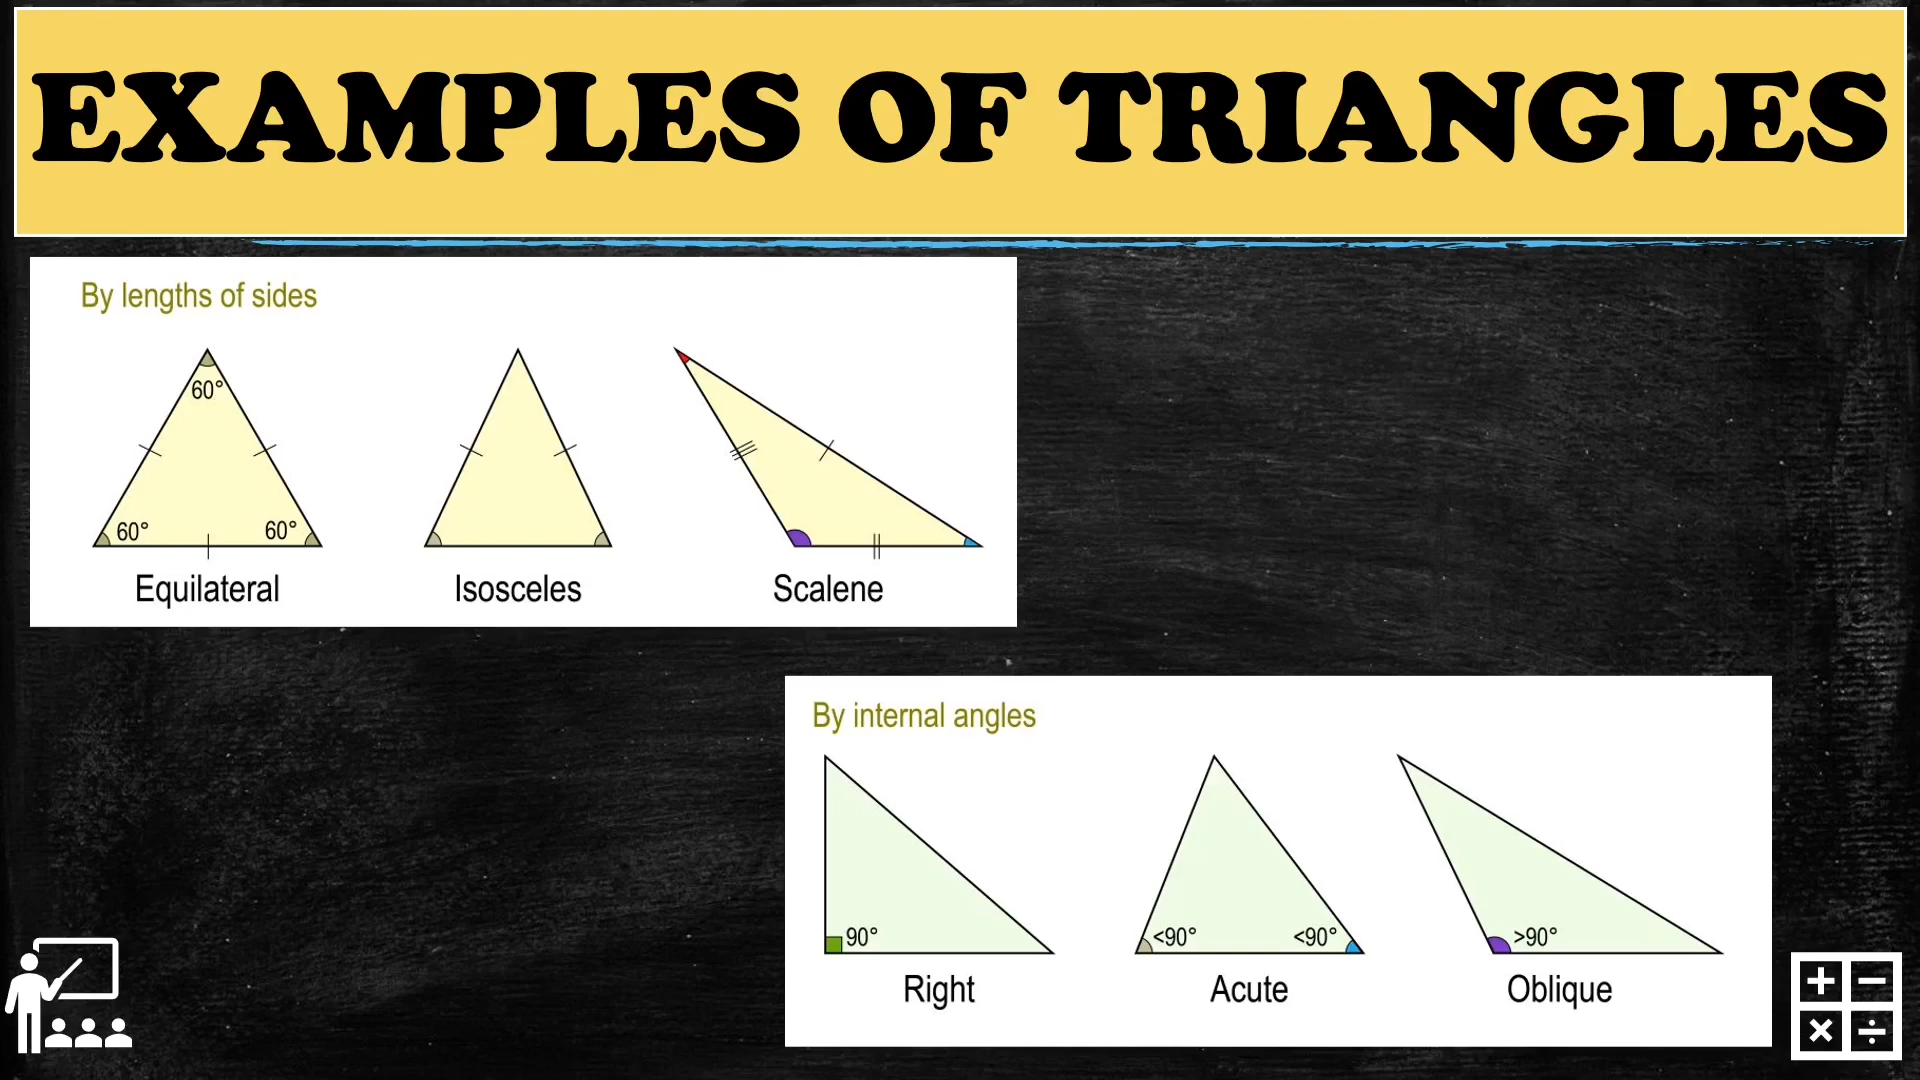 EXAMPLES OF TRIANGLES
By lengths of sides
60°
60° 60°
Equilateral Isosceles Scalene
By internal angles
90° <90° <90° >90°
Right Acute Oblique